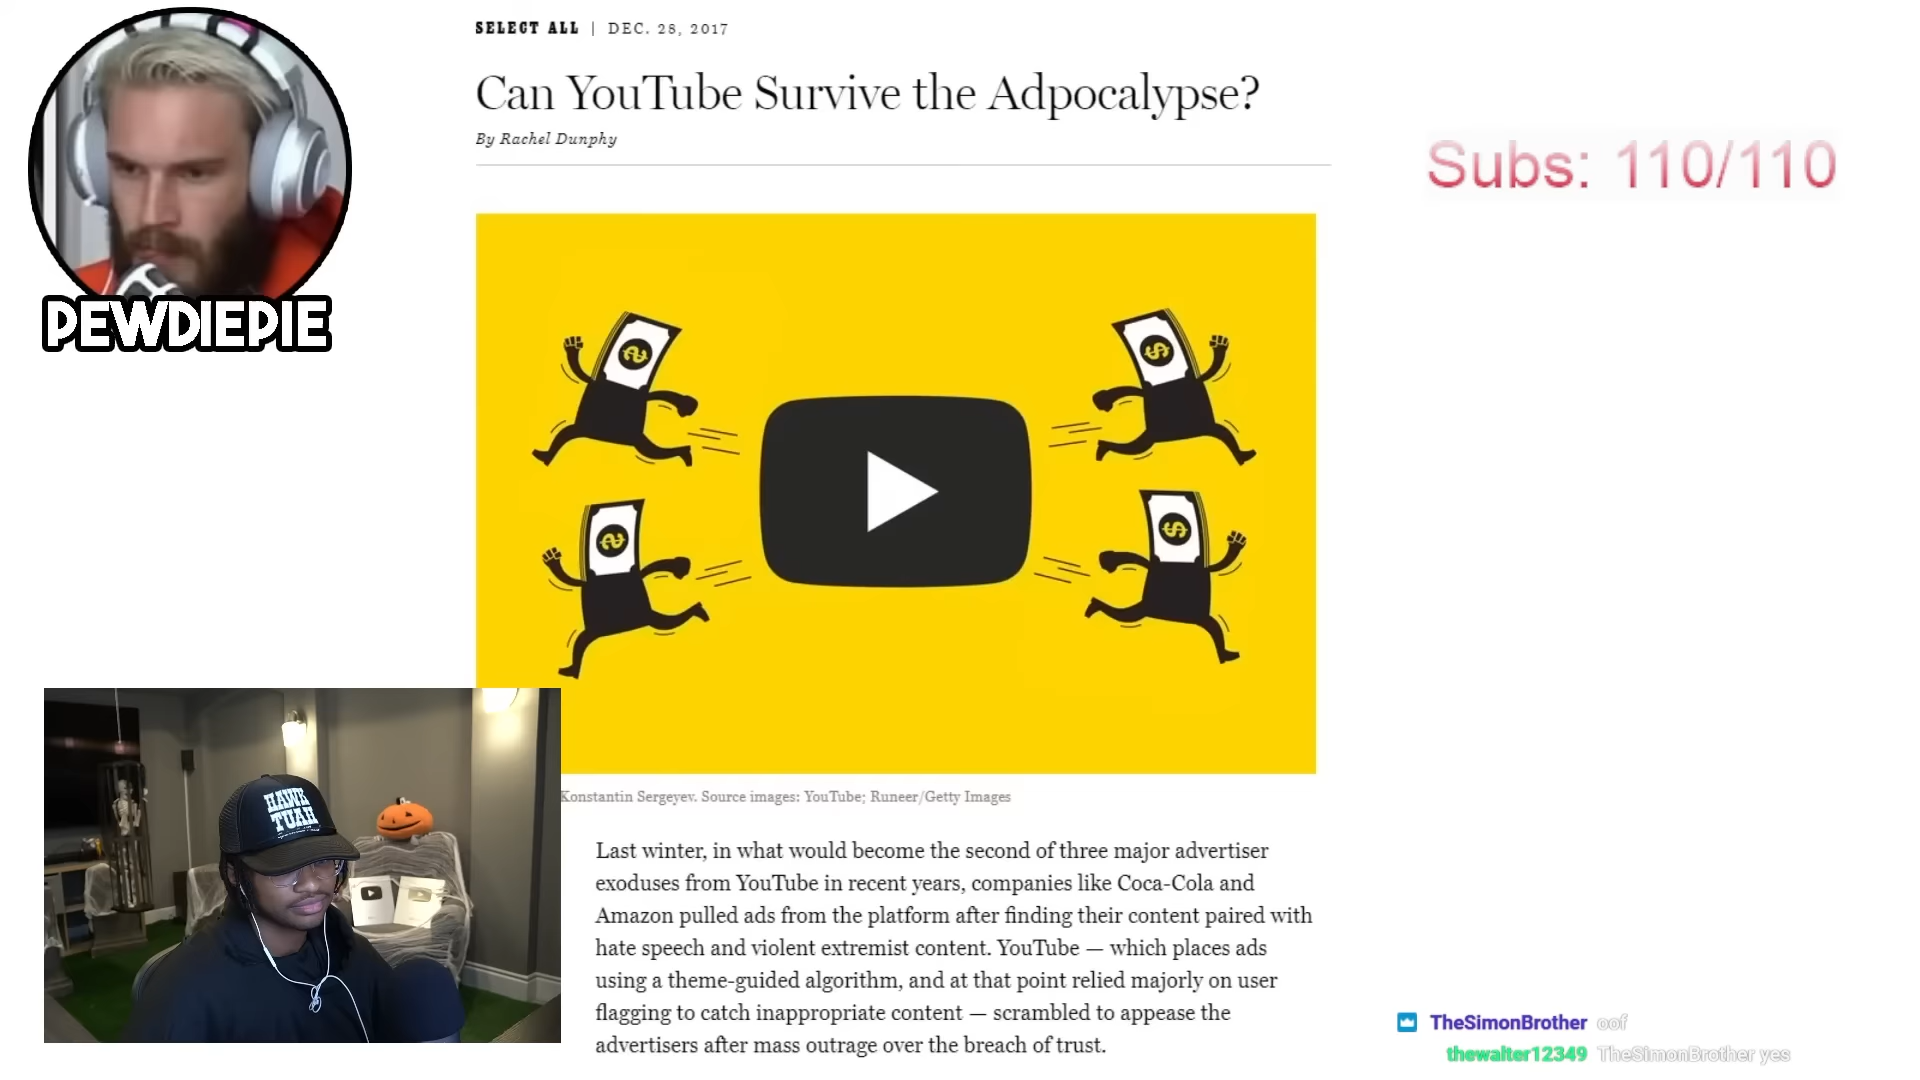 SELECT ALL | DEC. 28, 2017
Can YouTube Survive the Adpocalypse?
By Rachel Dunphy
PEWDIEPIE
Subs: 110/110
HAWK
TUAH
Konstantin Sergeyev. Source images: YouTube; Runeer/Getty Images
Last winter, in what would become the second of three major advertiser
exoduses from YouTube in recent years, companies like Coca-Cola and
Amazon pulled ads from the platform after finding their content paired with
hate speech and violent extremist content. YouTube — which places ads
using a theme-guided algorithm, and at that point relied majorly on user
flagging to catch inappropriate content — scrambled to appease the
advertisers after mass outrage over the breach of trust.
TheSimonBrother oof
thewalter12349 TheSimonBrother yes